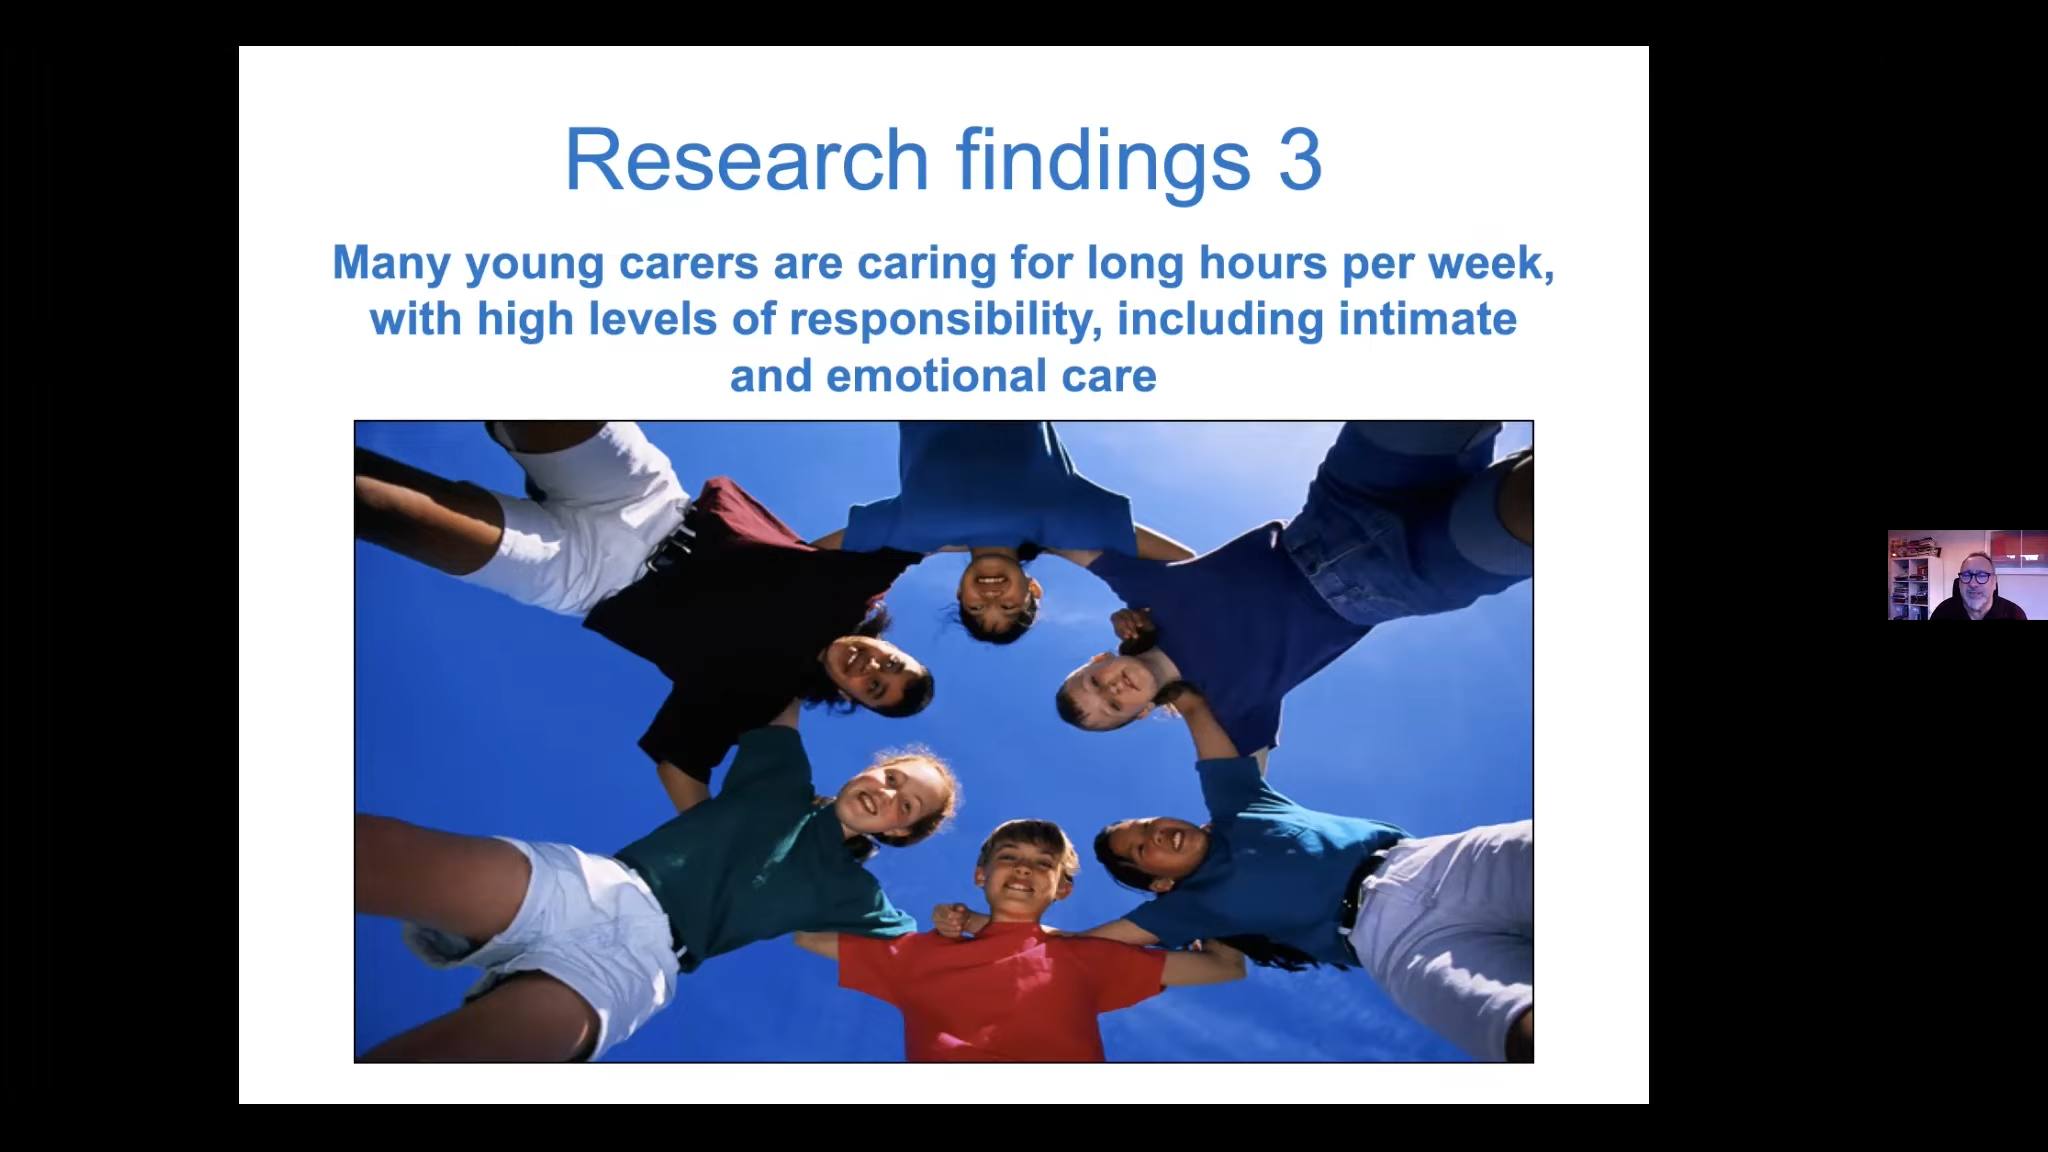 Research findings 3
Many young carers are caring for long hours per week,
with high levels of responsibility, including intimate
and emotional care